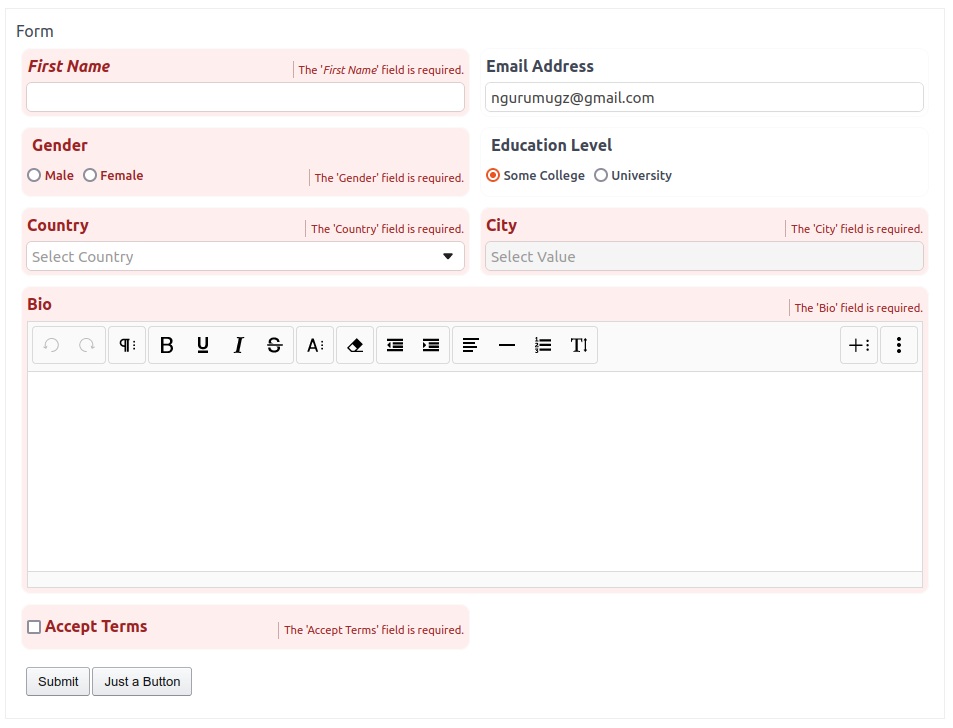 Form
First Name The 'First Name' field is required.
Email Address
ngurumugz@gmail.com
Gender
Male Female The 'Gender' field is required.
Education Level
Some College University
Country The 'Country' field is required.
Select Country
City The 'City' field is required.
Select Value
Bio The 'Bio' field is required.
Accept Terms The 'Accept Terms' field is required.
Submit Just a Button